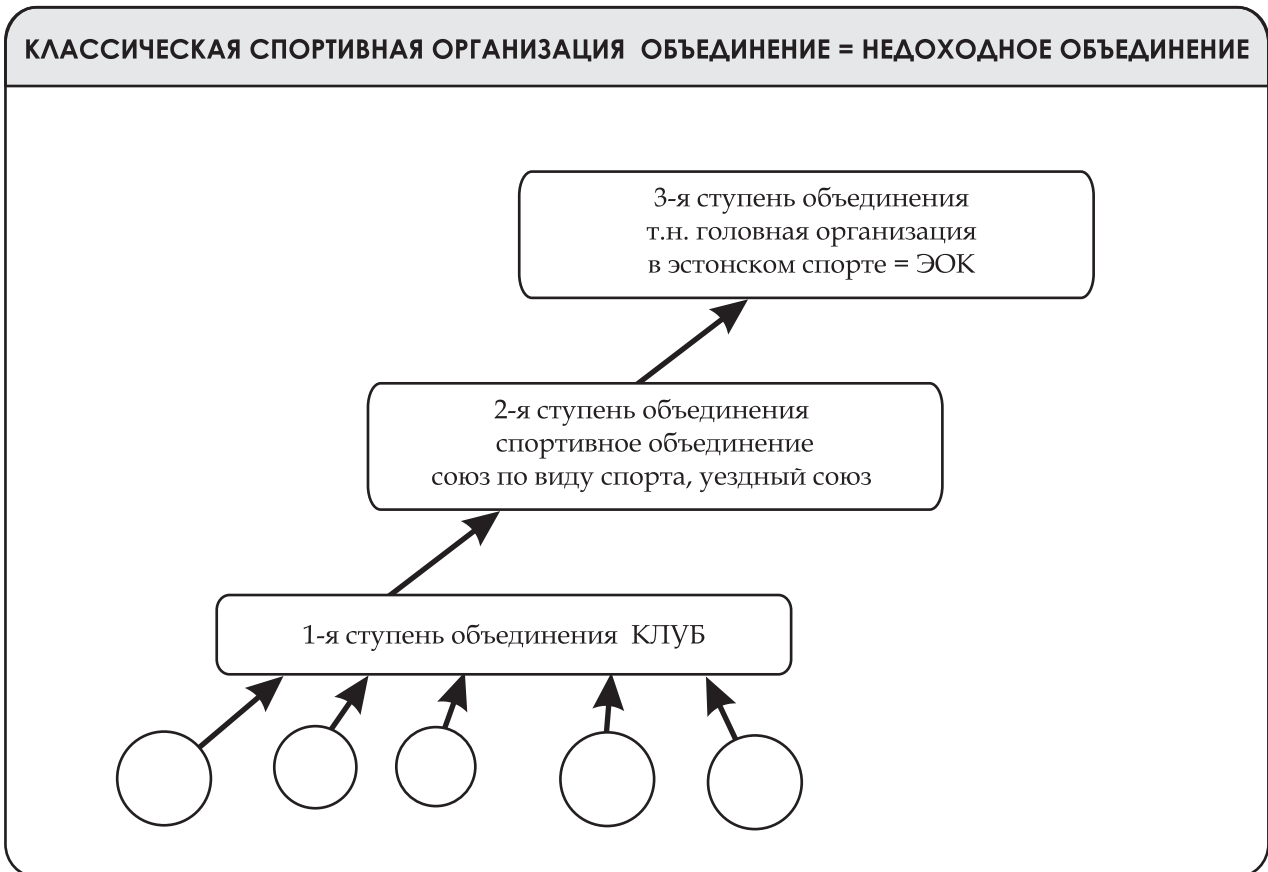 КЛАССИЧЕСКАЯ СПОРТИВНАЯ ОРГАНИЗАЦИЯ ОБЪЕДИНЕНИЕ = НЕДОХОДНОЕ ОБЪЕДИНЕНИЕ
3-я ступень объединения
т.н. головная организация
в эстонском спорте = ЭОК
2-я ступень объединения
спортивное объединение
союз по виду спорта, уездный союз
1-я ступень объединения КЛУБ